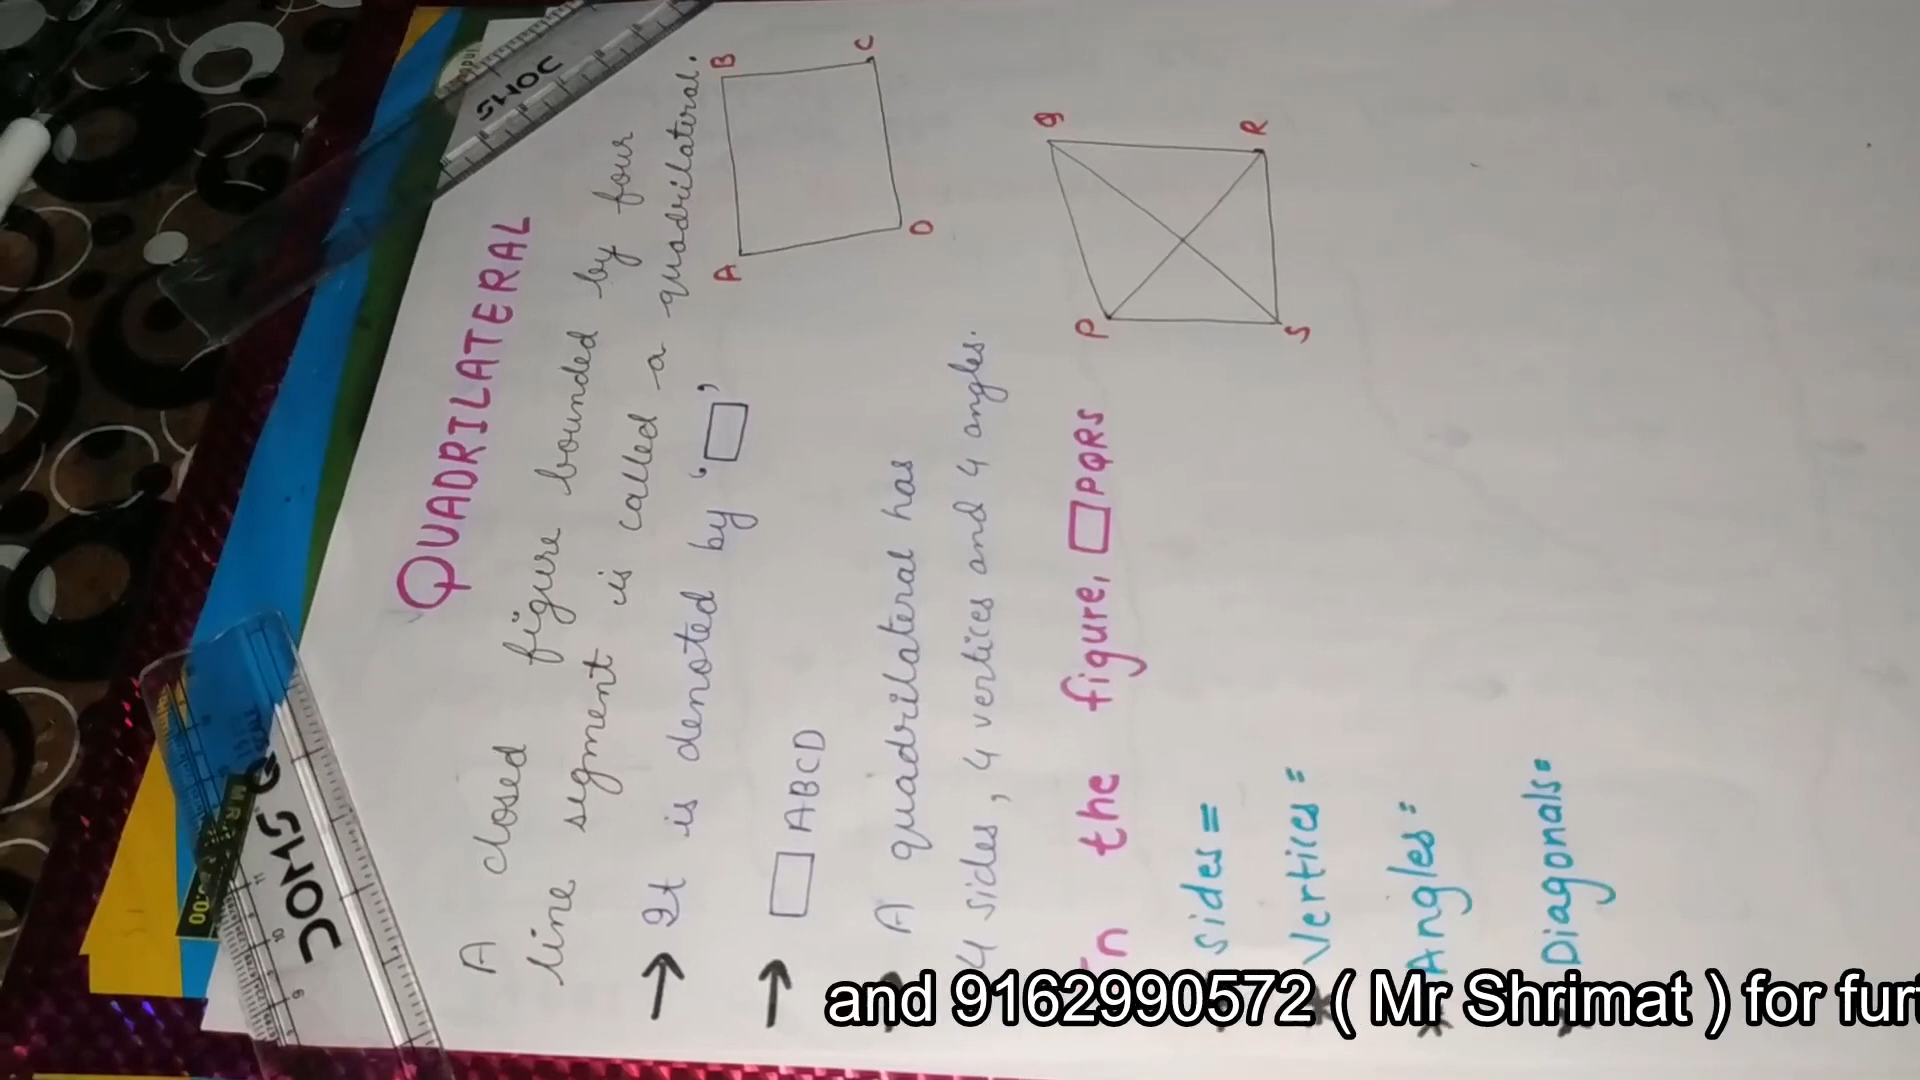 QUADRILATERAL
A closed figure bounded by four
line segment is called a quadrilateral.
→ It is denoted by '▭'
→ ▭ ABCD
A B C D
→ A quadrilateral has
4 sides, 4 vertices and 4 angles.
In the figure, ▭PQRS
P Q R S
* sides =
* Vertices =
* Angles =
* Diagonals =
DOMS
DOMS
and 9162990572 ( Mr Shrimat ) for